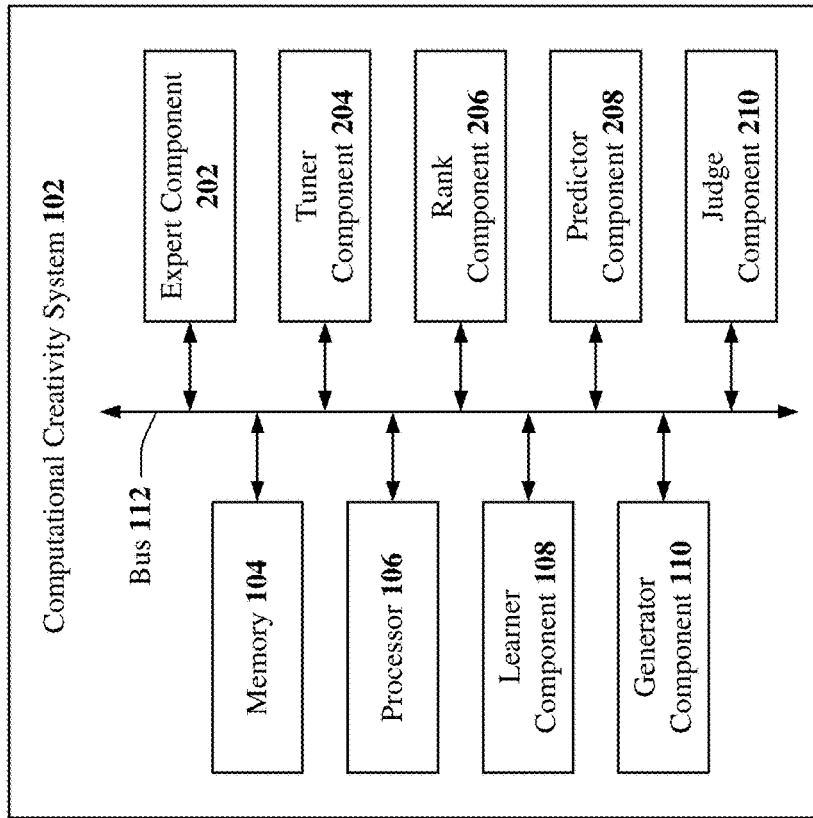 Computational Creativity System 102
Bus 112
Memory 104
Processor 106
Learner
Component 108
Generator
Component 110
Expert Component
202
Tuner
Component 204
Rank
Component 206
Predictor
Component 208
Judge
Component 210